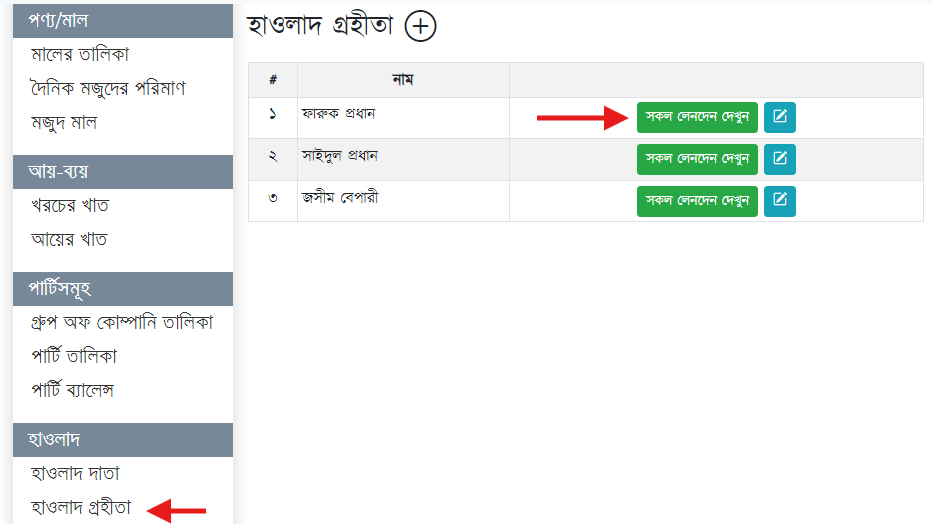 পণ্য/মাল
মালের তালিকা
দৈনিক মজুদের পরিমাণ
মজুদ মাল
আয়-ব্যয়
খরচের খাত
আয়ের খাত
পার্টিসমূহ
গ্রুপ অফ কোম্পানি তালিকা
পার্টি তালিকা
পার্টি ব্যালেন্স
হাওলাদ
হাওলাদ দাতা
হাওলাদ গ্রহীতা
হাওলাদ গ্রহীতা
# নাম
১ ফারুক প্রধান সকল লেনদেন দেখুন
২ সাইদুল প্রধান সকল লেনদেন দেখুন
৩ জসীম বেপারী সকল লেনদেন দেখুন